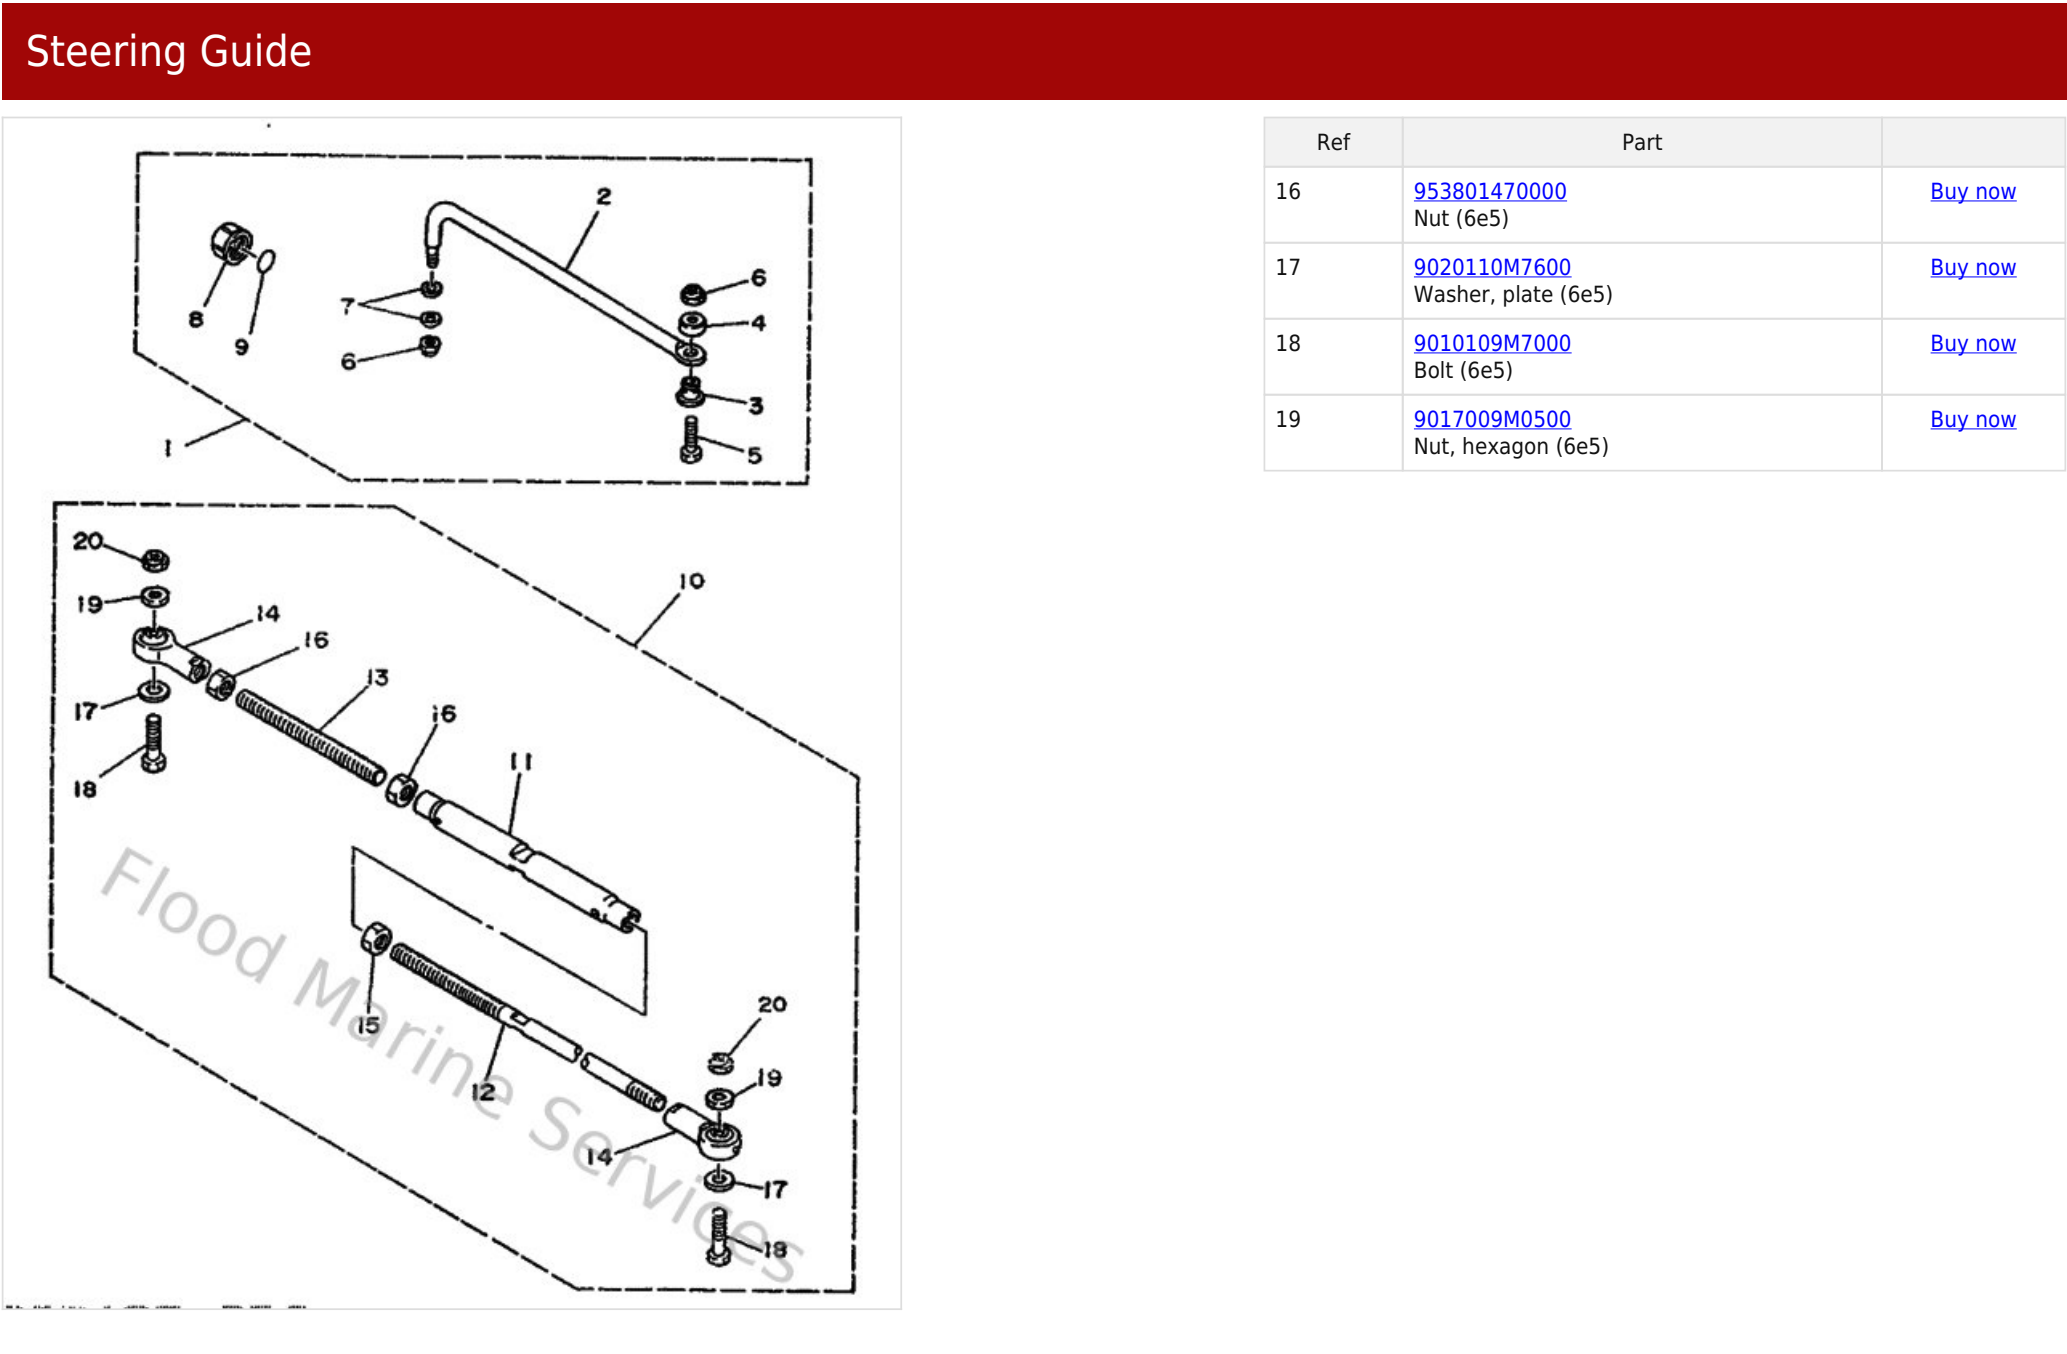 Steering Guide
2
6
4
7
8
9
6
3
1
5
20
10
19
14
16
13
17
16
11
18
15
20
12
19
14
17
18
Flood Marine Services
Ref Part
16 953801470000 Buy now
Nut (6e5)
17 9020110M7600 Buy now
Washer, plate (6e5)
18 9010109M7000 Buy now
Bolt (6e5)
19 9017009M0500 Buy now
Nut, hexagon (6e5)